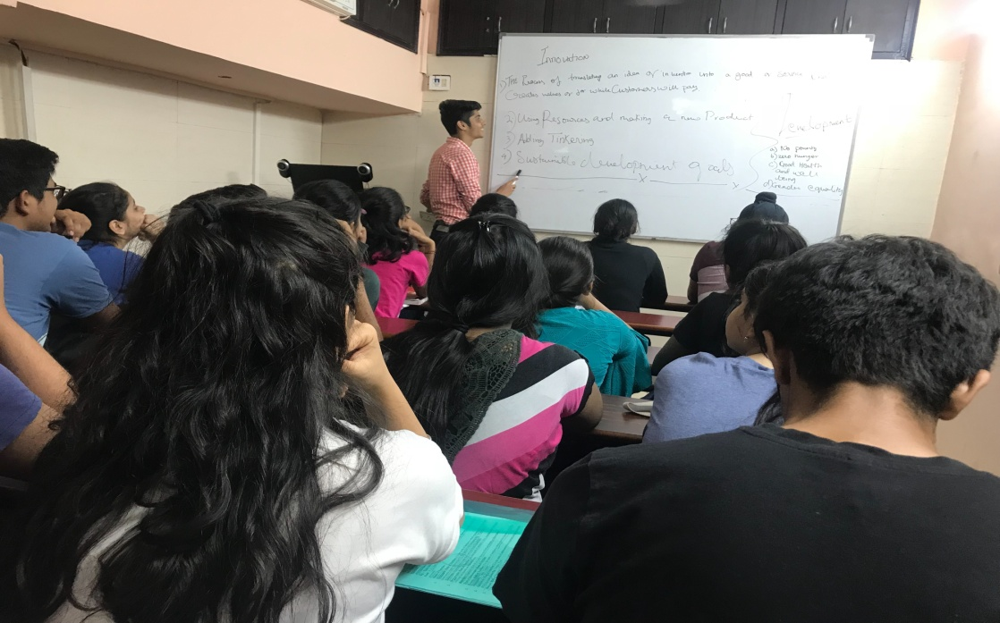 Innovation
1) The Process of translating an idea or invention into a good or service
Creates value or for which Customers will pay
2) Using Resources and making a new Product
3) Adding Tinkering
4) Sustainable development goals
Development
a) No poverty
b) zero hunger
c) Good Health
and well
being
d) Gender equality